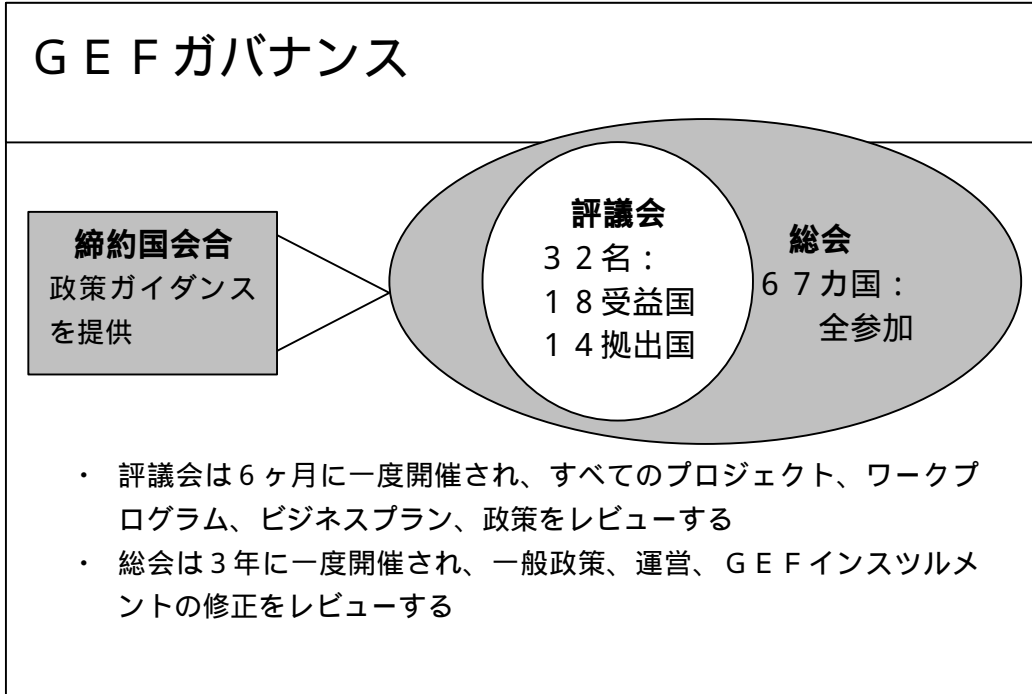 ＧＥＦガバナンス
締約国会合
政策ガイダンス
を提供
評議会
３２名：
１８受益国
１４拠出国
総会
６７カ国：
全参加
・ 評議会は６ヶ月に一度開催され、すべてのプロジェクト、ワークプ
ログラム、ビジネスプラン、政策をレビューする
・ 総会は３年に一度開催され、一般政策、運営、ＧＥＦインスツルメ
ントの修正をレビューする